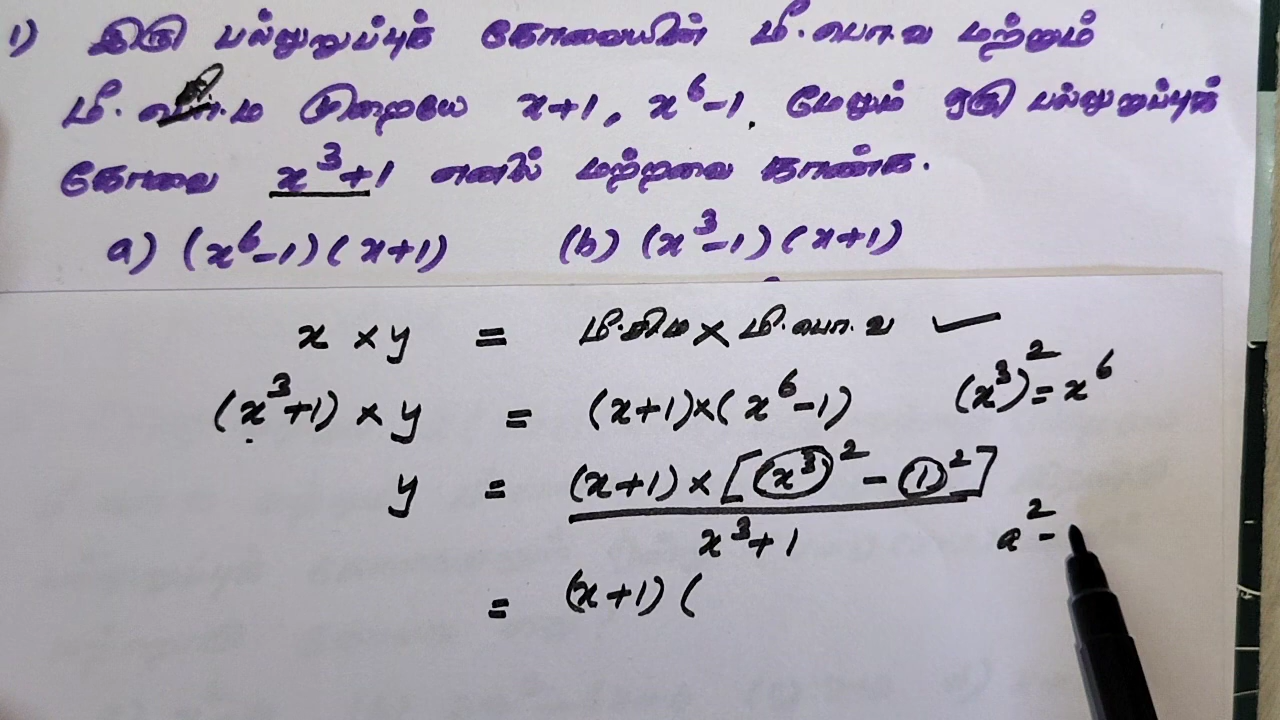 1) இரு பல்லுறுப்புக் கோவையின் மீ.பொ.வ மற்றும்
மீ. பொ.ம முறையே x+1, x⁶-1. மேலும் ஒரு பல்லுறுப்புக்
கோவை x³+1 எனில் மற்றவை காண்க.
a) (x⁶-1)(x+1) (b) (x³-1)(x+1)
x × y = மீ.சி.ம × மீ.பொ.வ ✓
(x³+1) × y = (x+1)×(x⁶-1) (x³)² = x⁶
y = (x+1) × [(x³)² - (1)²]
x³+1 a² -
= (x+1) (